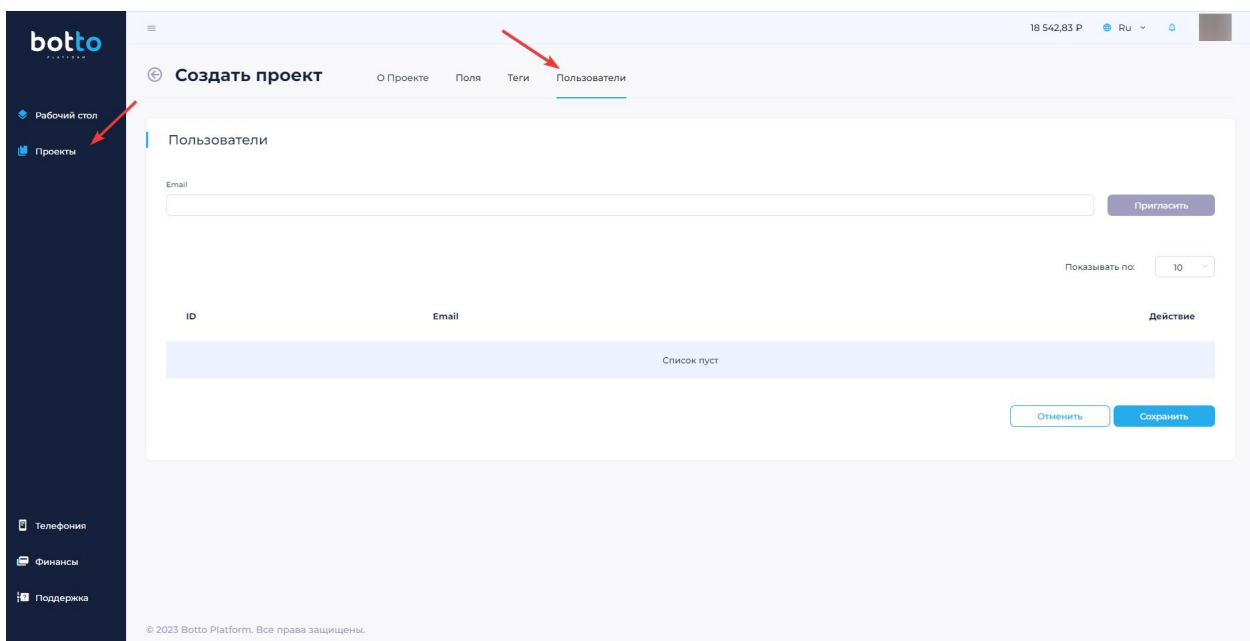 botto
PLATFORM
18 542,83 ₽ Ru
Создать проект О Проекте Поля Теги Пользователи
Рабочий стол
Проекты
Пользователи
Email
Пригласить
Показывать по: 10
ID Email Действие
Список пуст
Отменить Сохранить
Телефония
Финансы
Поддержка
© 2023 Botto Platform. Все права защищены.